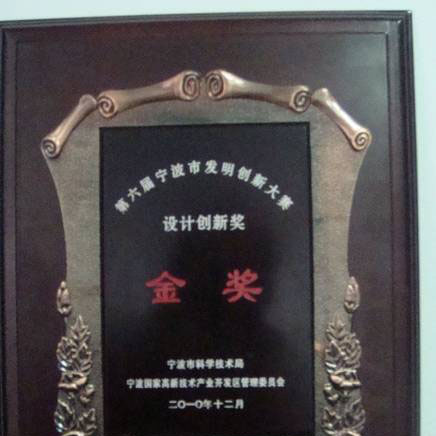 第六届宁波市发明创新大赛
设计创新奖
金奖
宁波市科学技术局
宁波国家高新技术产业开发区管理委员会
二〇一〇年十二月